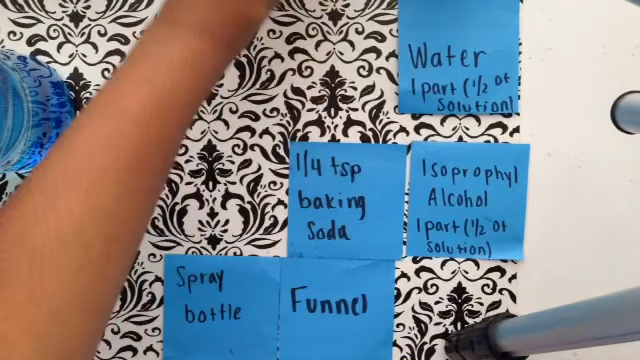 Water
1 part (1/2 of
solution)
1/4 tsp
baking
Soda
Isoprophyl
Alcohol
1 part (1/2 of
solution)
Spray
bottle
Funnel